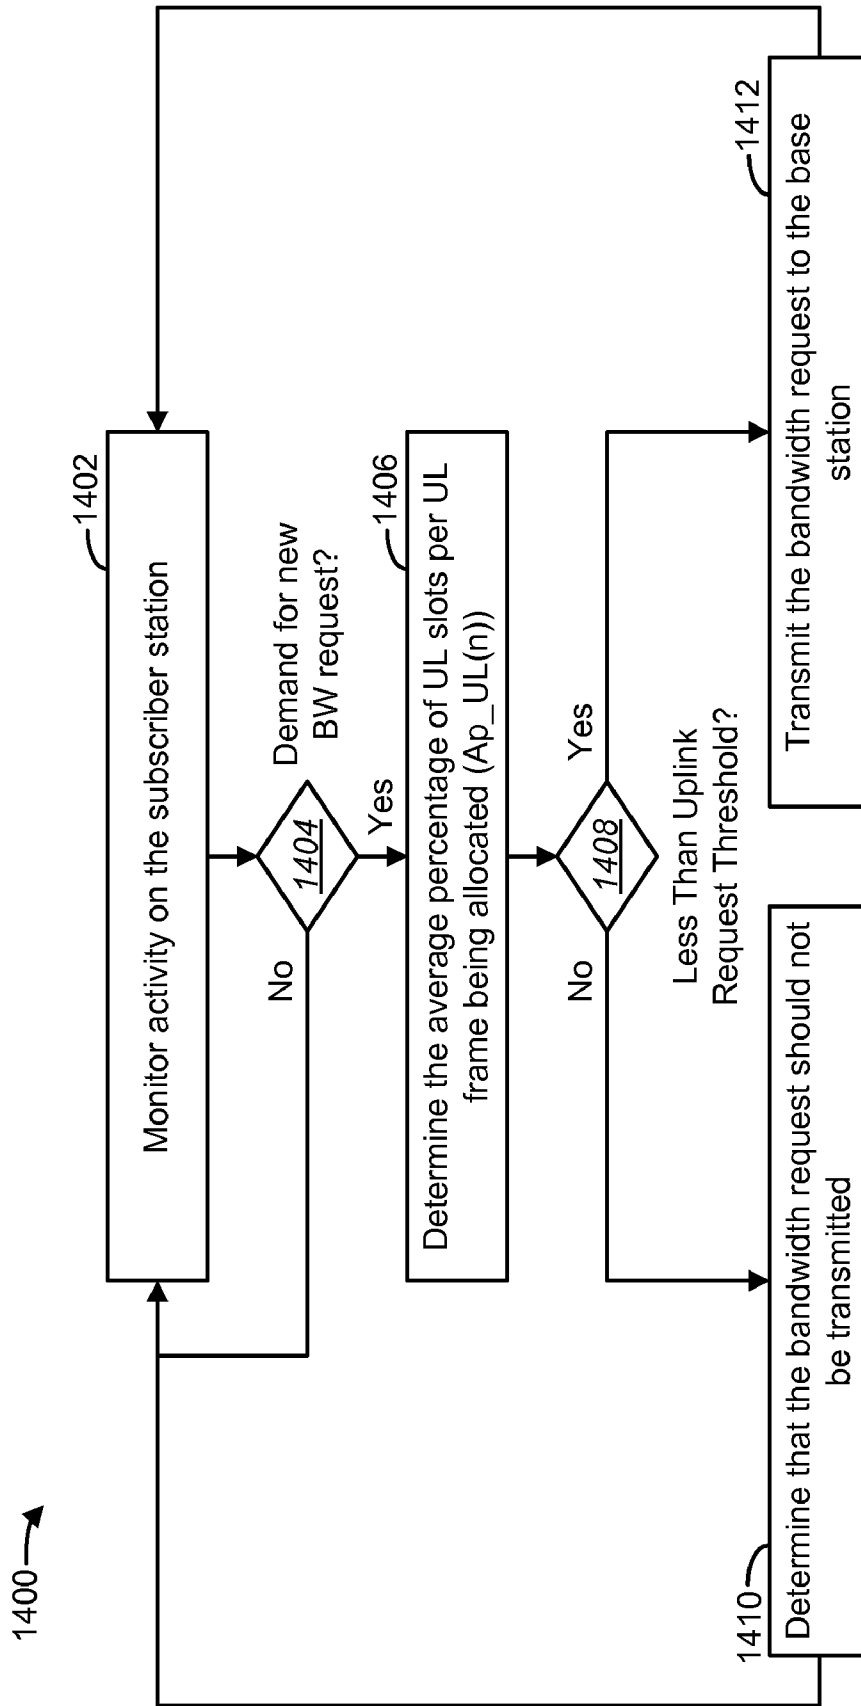 1400
1402
Monitor activity on the subscriber station
Demand for new
BW request?
1404
No
Yes
1406
Determine the average percentage of UL slots per UL
frame being allocated (Ap_UL(n))
1408
No
Yes
Less Than Uplink
Request Threshold?
1410
Determine that the bandwidth request should not
be transmitted
1412
Transmit the bandwidth request to the base
station